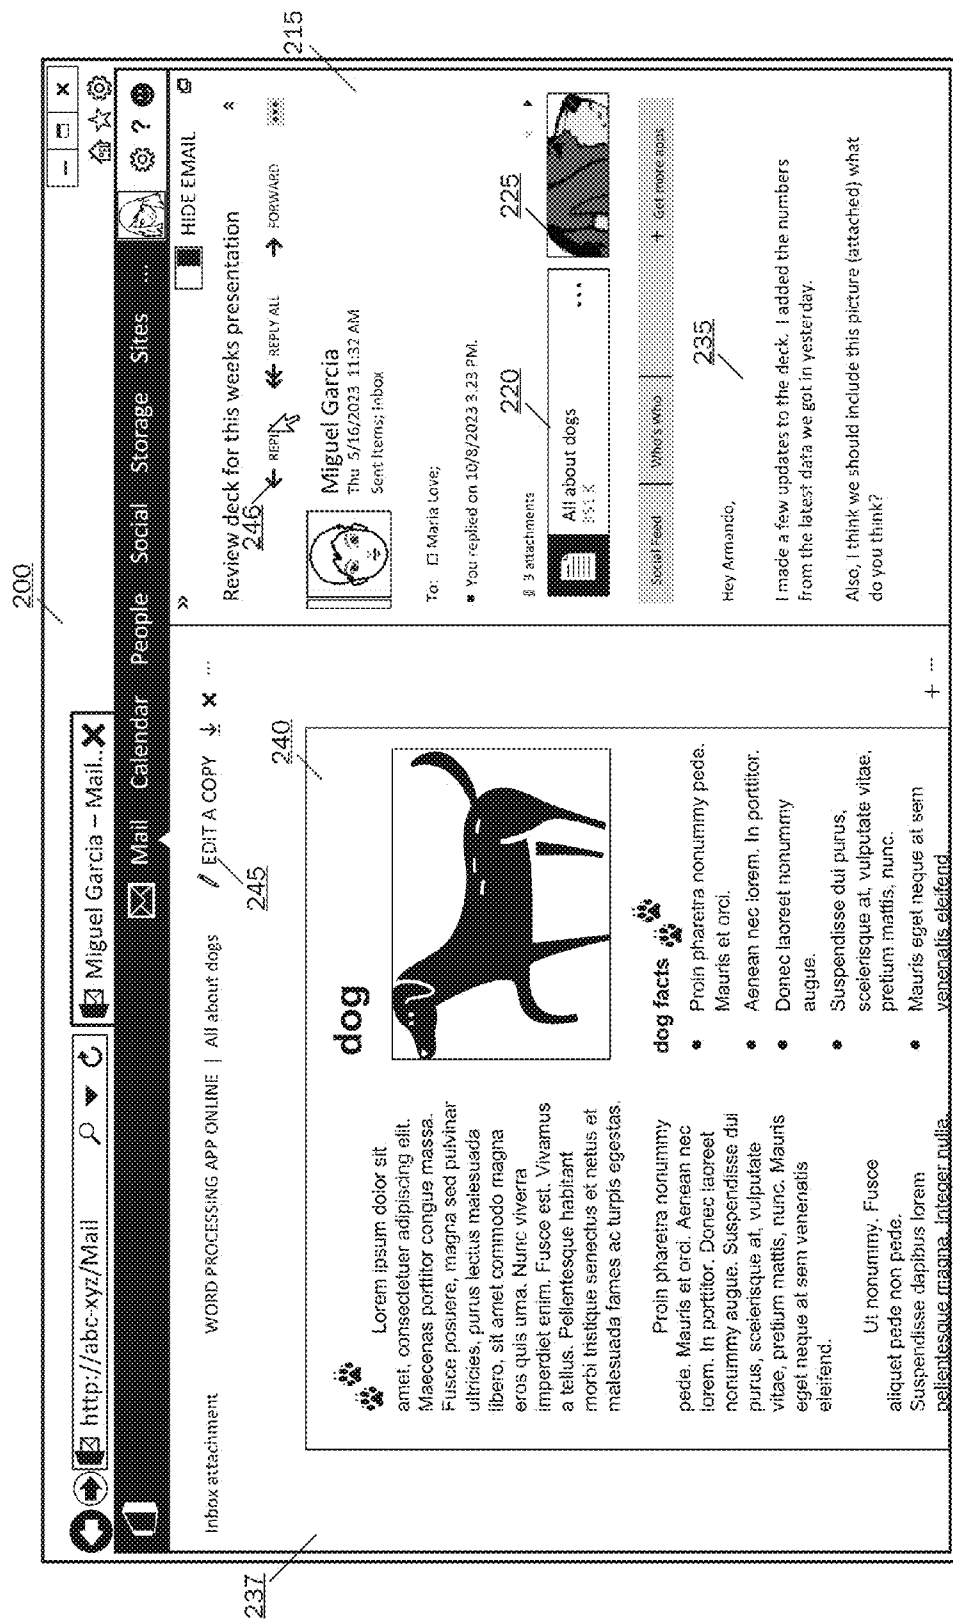 200
http://abc-xyz/Mail
Miguel Garcia – Mail..
Mail Calendar People Social Storage Sites ...
?
Inbox attachment
WORD PROCESSING APP ONLINE | All about dogs
EDIT A COPY
...
245
237
240
dog
Lorem ipsum dolor sit
amet, consectetuer adipiscing elit.
Maecenas porttitor congue massa.
Fusce posuere, magna sed pulvinar
ultricies, purus lectus malesuada
libero, sit amet commodo magna
eros quis urna. Nunc viverra
imperdiet enim. Fusce est. Vivamus
a tellus. Pellentesque habitant
morbi tristique senectus et netus et
malesuada fames ac turpis egestas.
Proin pharetra nonummy
pede. Mauris et orci. Aenean nec
lorem. In porttitor. Donec laoreet
nonummy augue. Suspendisse dui
purus, scelerisque at, vulputate
vitae, pretium mattis, nunc. Mauris
eget neque at sem venenatis
eleifend.
Ut nonummy. Fusce
aliquet pede non pede.
Suspendisse dapibus lorem
pellentesque magna. Integer nulla.
dog facts
• Proin pharetra nonummy pede.
Mauris et orci.
• Aenean nec lorem. In porttitor.
• Donec laoreet nonummy
augue.
• Suspendisse dui purus,
scelerisque at, vulputate vitae,
pretium mattis, nunc.
• Mauris eget neque at sem
venenatis eleifend.
+ ...
» HIDE EMAIL
Review deck for this weeks presentation
246
REPLY ALL
FORWARD
...
215
Miguel Garcia
Thu 5/16/2023 11:32 AM
Sent Items; Inbox
To: Maria Love;
You replied on 10/8/2023 3.23 PM.
3 attachments
220
225
All about dogs
...
Social Feed
Who's Who
+ Get more apps
235
Hey Armando,
I made a few updates to the deck. I added the numbers
from the latest data we got in yesterday.
Also, I think we should include this picture (attached) what
do you think?